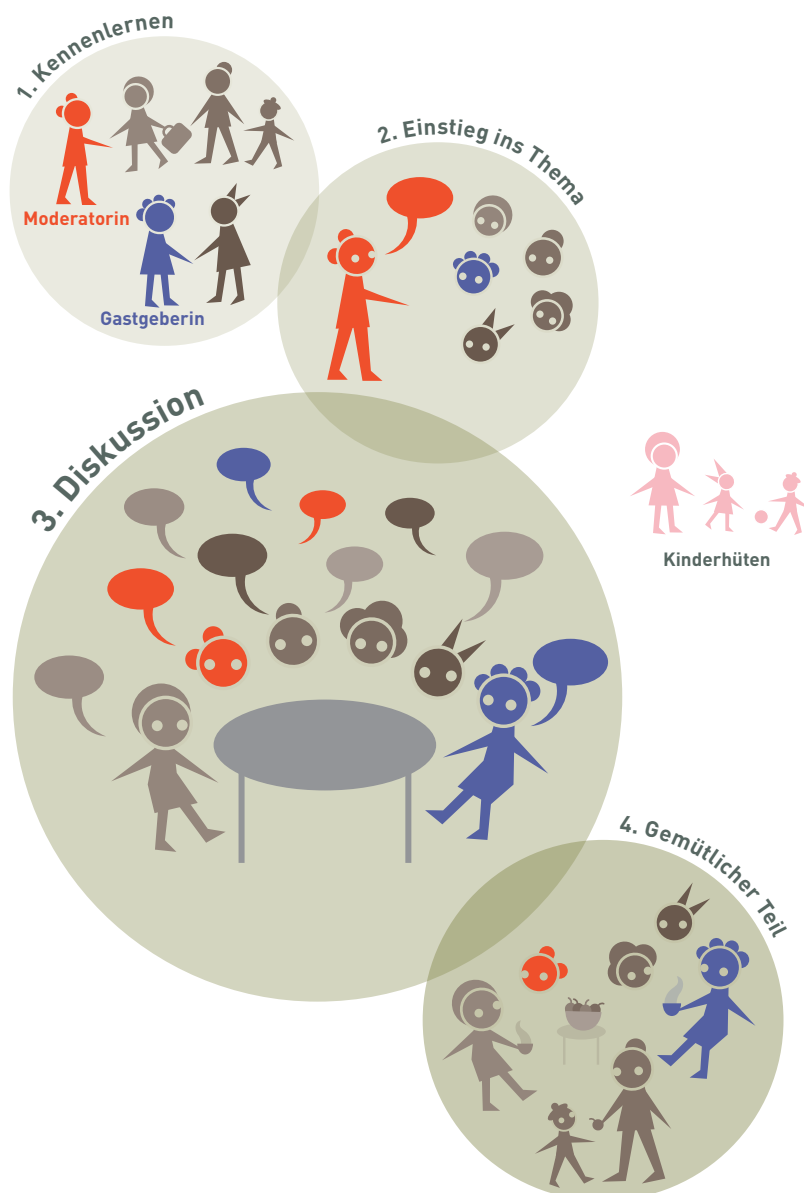 1. Kennenlernen
Moderatorin
Gastgeberin
2. Einstieg ins Thema
3. Diskussion
Kinderhüten
4. Gemütlicher Teil